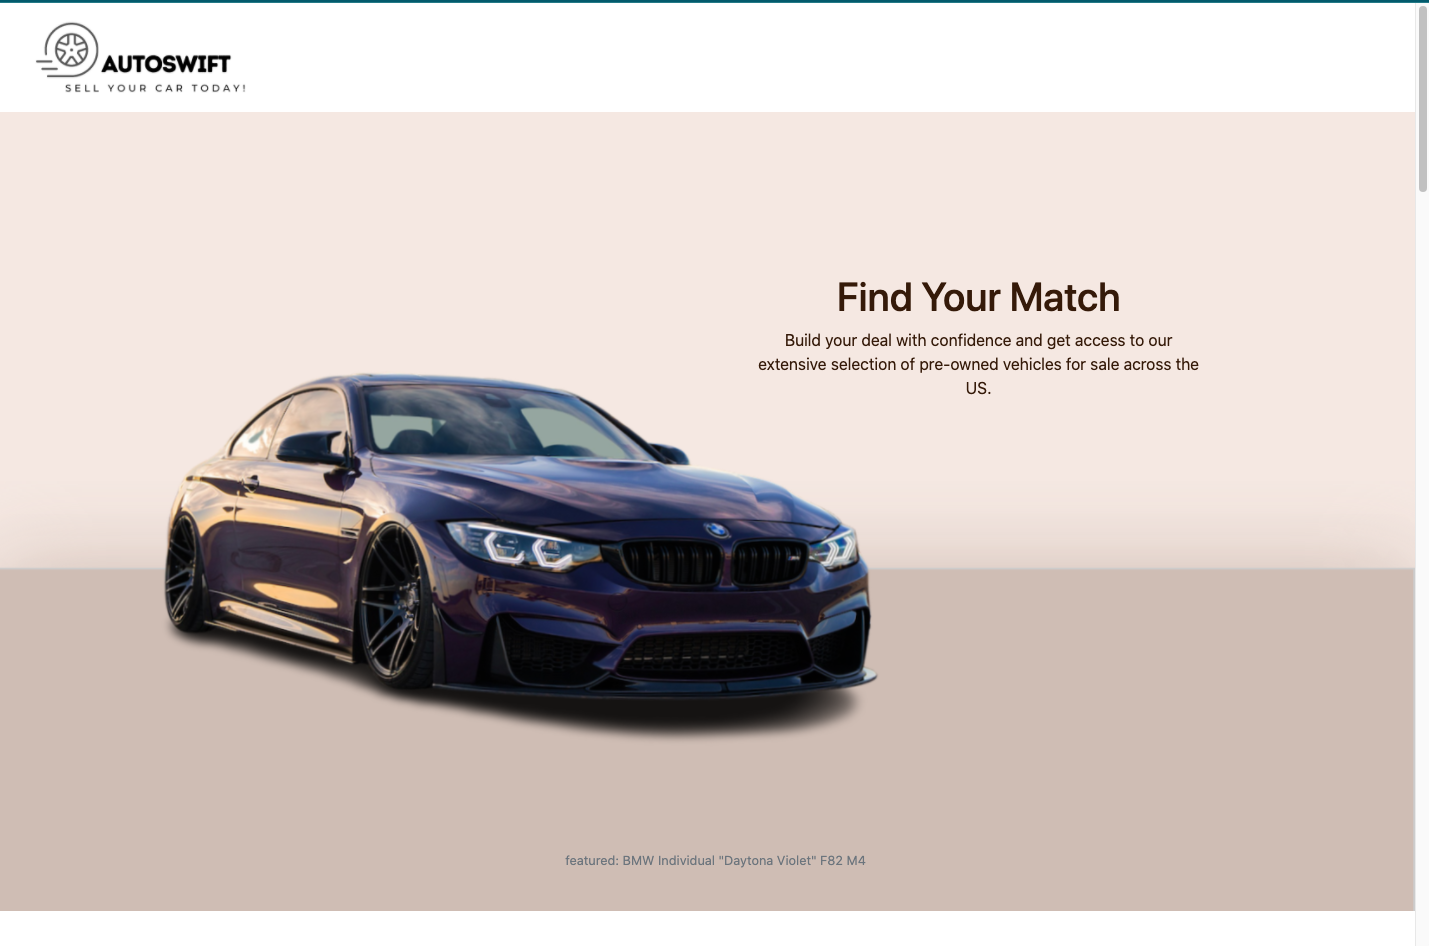 AUTOSWIFT
SELL YOUR CAR TODAY!
Find Your Match
Build your deal with confidence and get access to our
extensive selection of pre-owned vehicles for sale across the
US.
featured: BMW Individual "Daytona Violet" F82 M4